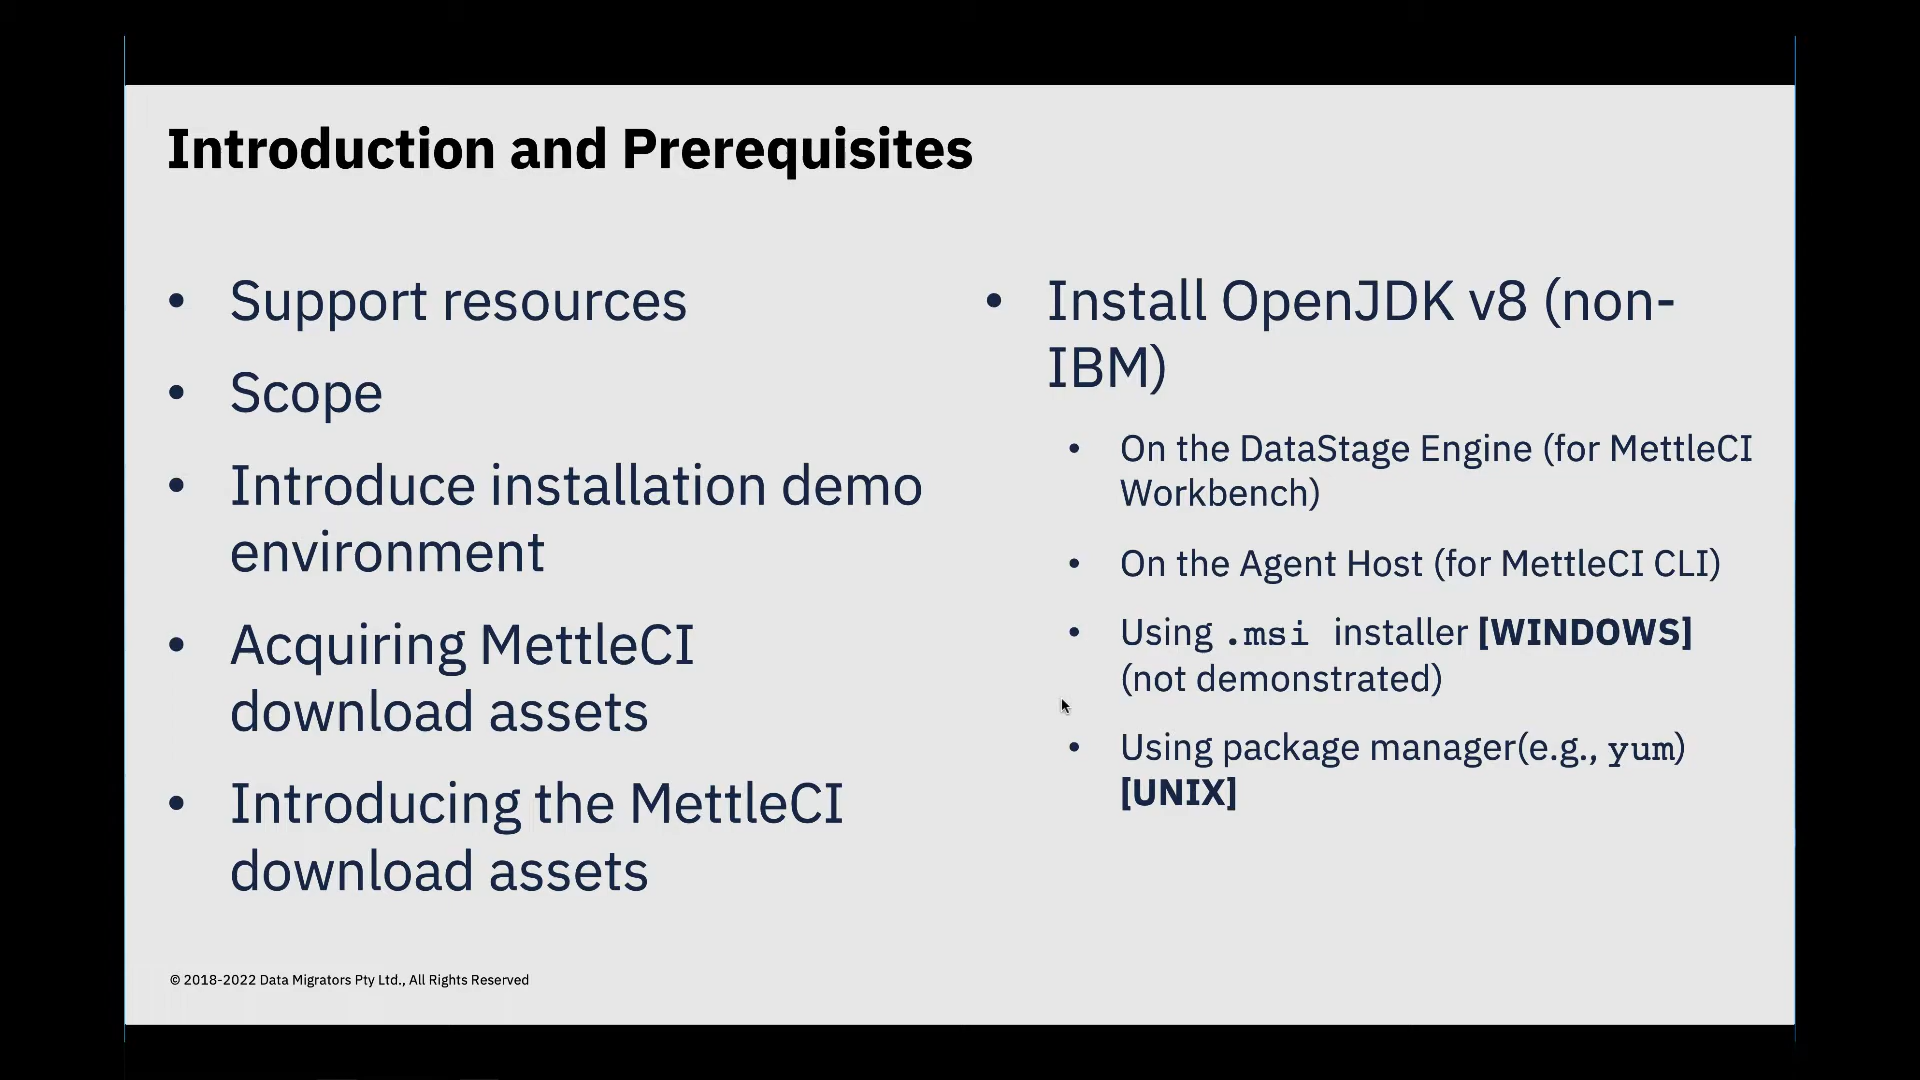 Introduction and Prerequisites
• Support resources
• Scope
• Introduce installation demo
environment
• Acquiring MettleCI
download assets
• Introducing the MettleCI
download assets
• Install OpenJDK v8 (non-
IBM)
• On the DataStage Engine (for MettleCI
Workbench)
• On the Agent Host (for MettleCI CLI)
• Using .msi installer [WINDOWS]
(not demonstrated)
• Using package manager(e.g., yum)
[UNIX]
© 2018-2022 Data Migrators Pty Ltd., All Rights Reserved